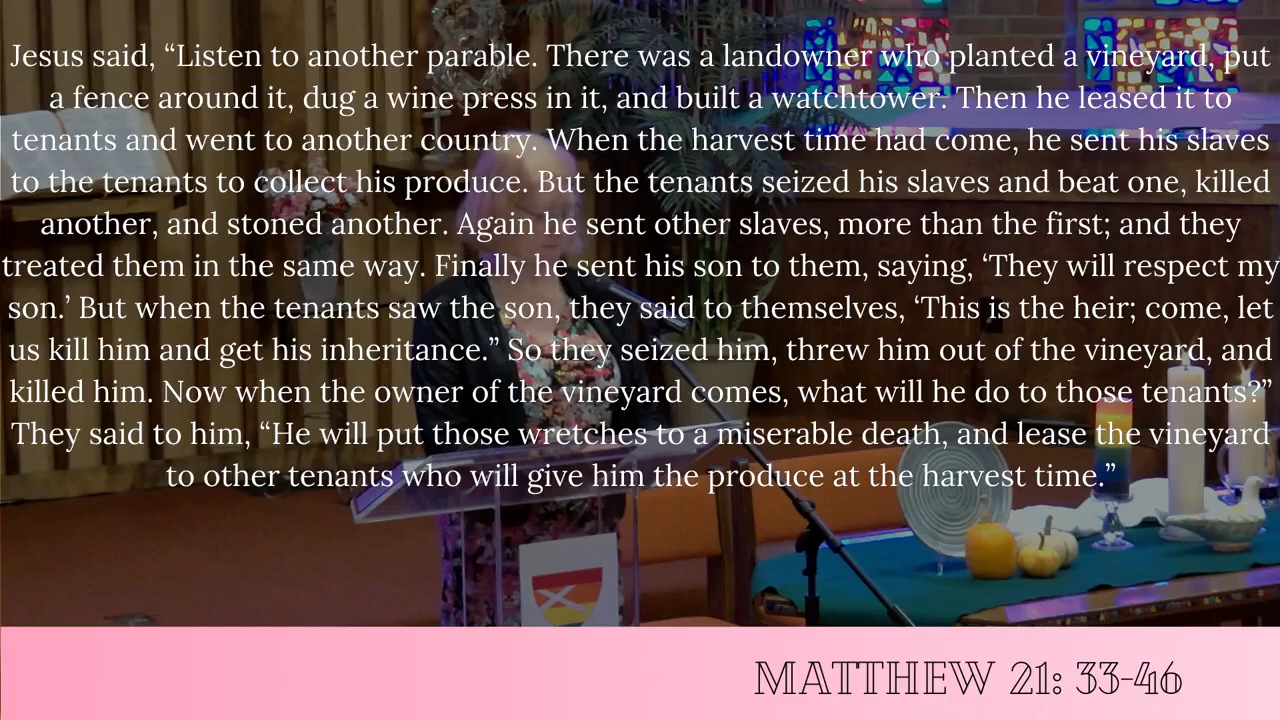 Jesus said, “Listen to another parable. There was a landowner who planted a vineyard, put
a fence around it, dug a wine press in it, and built a watchtower. Then he leased it to
tenants and went to another country. When the harvest time had come, he sent his slaves
to the tenants to collect his produce. But the tenants seized his slaves and beat one, killed
another, and stoned another. Again he sent other slaves, more than the first; and they
treated them in the same way. Finally he sent his son to them, saying, ‘They will respect my
son.’ But when the tenants saw the son, they said to themselves, ‘This is the heir; come, let
us kill him and get his inheritance.” So they seized him, threw him out of the vineyard, and
killed him. Now when the owner of the vineyard comes, what will he do to those tenants?”
They said to him, “He will put those wretches to a miserable death, and lease the vineyard
to other tenants who will give him the produce at the harvest time.”
MATTHEW 21: 33-46